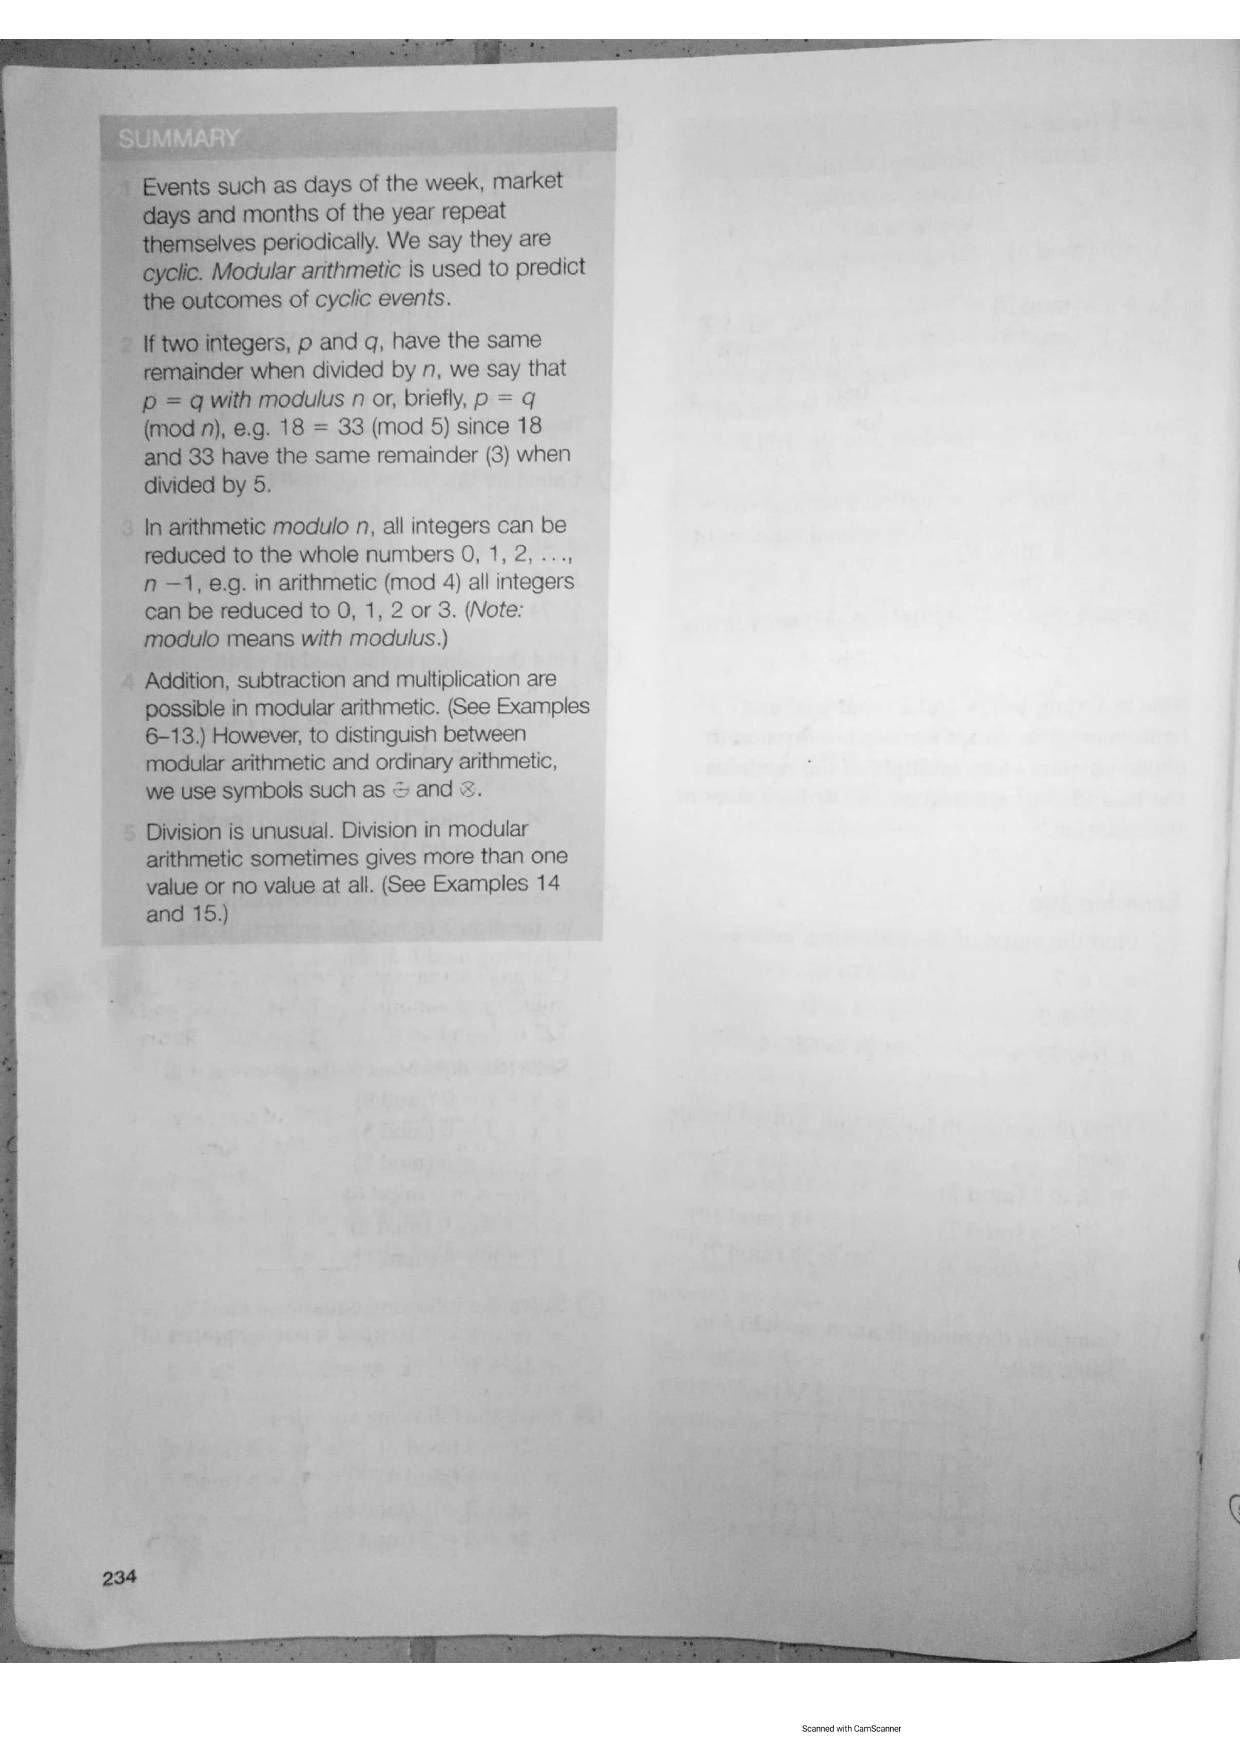 SUMMARY
1 Events such as days of the week, market
days and months of the year repeat
themselves periodically. We say they are
cyclic. Modular arithmetic is used to predict
the outcomes of cyclic events.
2 If two integers, p and q, have the same
remainder when divided by n, we say that
p = q with modulus n or, briefly, p = q
(mod n), e.g. 18 = 33 (mod 5) since 18
and 33 have the same remainder (3) when
divided by 5.
3 In arithmetic modulo n, all integers can be
reduced to the whole numbers 0, 1, 2, ...,
n −1, e.g. in arithmetic (mod 4) all integers
can be reduced to 0, 1, 2 or 3. (Note:
modulo means with modulus.)
4 Addition, subtraction and multiplication are
possible in modular arithmetic. (See Examples
6–13.) However, to distinguish between
modular arithmetic and ordinary arithmetic,
we use symbols such as ⊖ and ⊗.
5 Division is unusual. Division in modular
arithmetic sometimes gives more than one
value or no value at all. (See Examples 14
and 15.)
234
Scanned with CamScanner